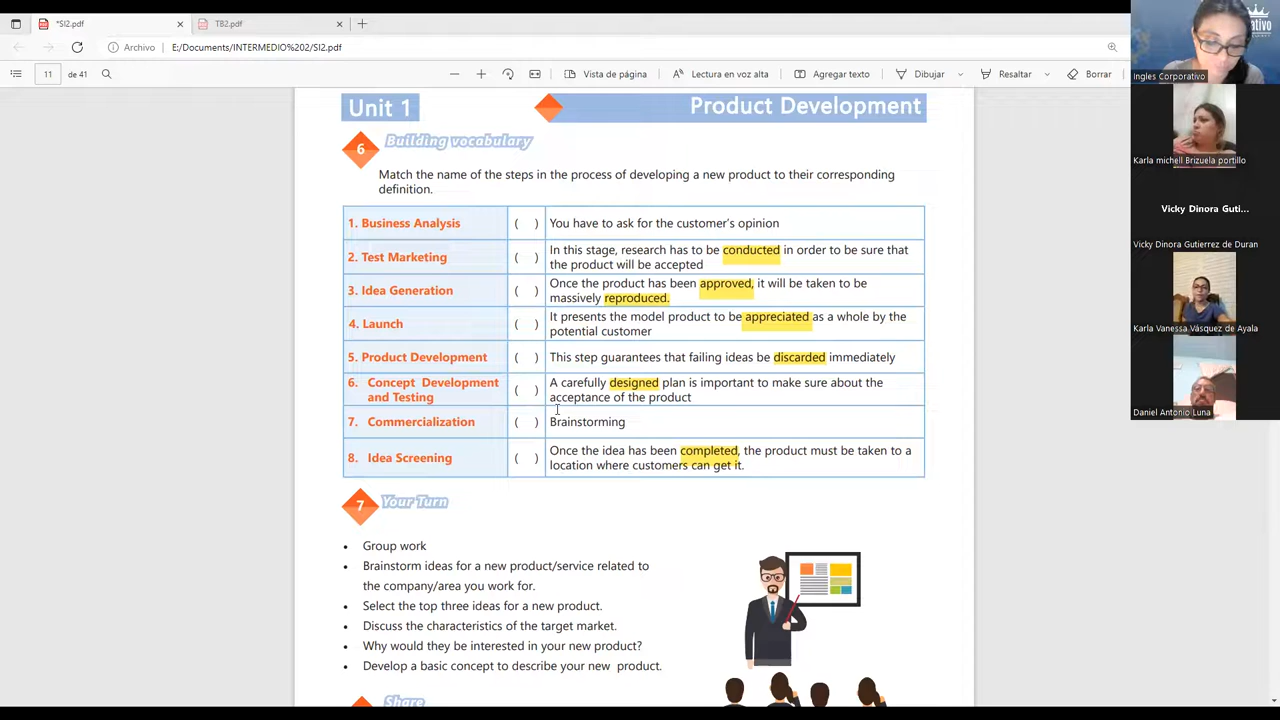 *SI2.pdf
TB2.pdf
Archivo
E:/Documents/INTERMEDIO%202/SI2.pdf
11
de 41
Vista de página
Lectura en voz alta
Agregar texto
Dibujar
Resaltar
Borrar
Unit 1
Product Development
6
Building vocabulary
Match the name of the steps in the process of developing a new product to their corresponding
definition.
1. Business Analysis
( )
You have to ask for the customer's opinion
2. Test Marketing
( )
In this stage, research has to be conducted in order to be sure that
the product will be accepted
3. Idea Generation
( )
Once the product has been approved, it will be taken to be
massively reproduced.
4. Launch
( )
It presents the model product to be appreciated as a whole by the
potential customer
5. Product Development
( )
This step guarantees that failing ideas be discarded immediately
6. Concept Development
and Testing
( )
A carefully designed plan is important to make sure about the
acceptance of the product
7. Commercialization
( )
Brainstorming
8. Idea Screening
( )
Once the idea has been completed, the product must be taken to a
location where customers can get it.
7
Your Turn
• Group work
• Brainstorm ideas for a new product/service related to
the company/area you work for.
• Select the top three ideas for a new product.
• Discuss the characteristics of the target market.
• Why would they be interested in your new product?
• Develop a basic concept to describe your new product.
Share
Ingles Corporativo
Karla michell Brizuela portillo
Vicky Dinora Guti...
Vicky Dinora Gutierrez de Duran
Karla Vanessa Vásquez de Ayala
Daniel Antonio Luna